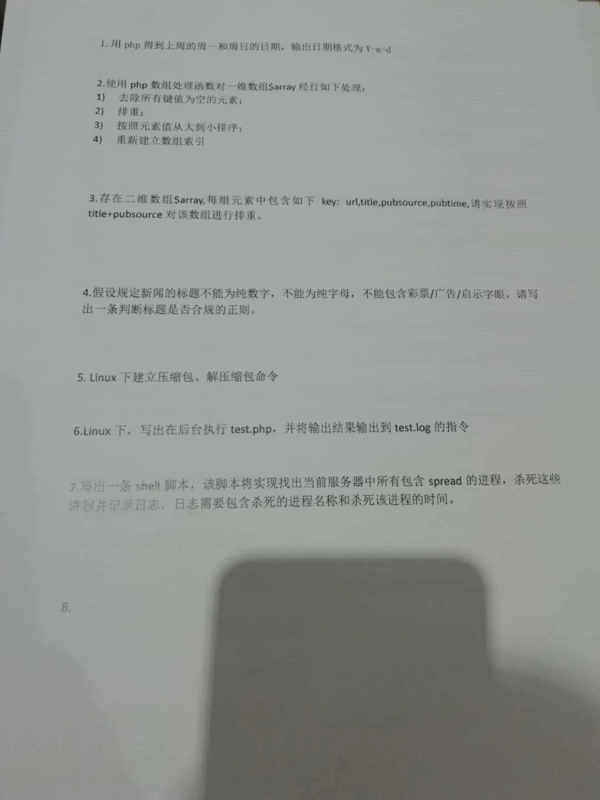 1. 用 php 得到上周的周一和周日的日期，输出日期格式为 Y-m-d
2.使用 php 数组处理函数对一维数组$array 经行如下处理：
1) 去除所有键值为空的元素；
2) 排重；
3) 按照元素值从大到小排序；
4) 重新建立数组索引
3.存在二维数组$array,每组元素中包含如下 key: url,title,pubsource,pubtime,请实现按照
title+pubsource 对该数组进行排重。
4.假设规定新闻的标题不能为纯数字，不能为纯字母，不能包含彩票/广告/启示字眼，请写
出一条判断标题是否合规的正则。
5. Linux 下建立压缩包、解压缩包命令
6.Linux 下，写出在后台执行 test.php，并将输出结果输出到 test.log 的指令
7.写出一条 shell 脚本，该脚本将实现找出当前服务器中所有包含 spread 的进程，杀死这些
进程并记录日志，日志需要包含杀死的进程名称和杀死该进程的时间。
8.